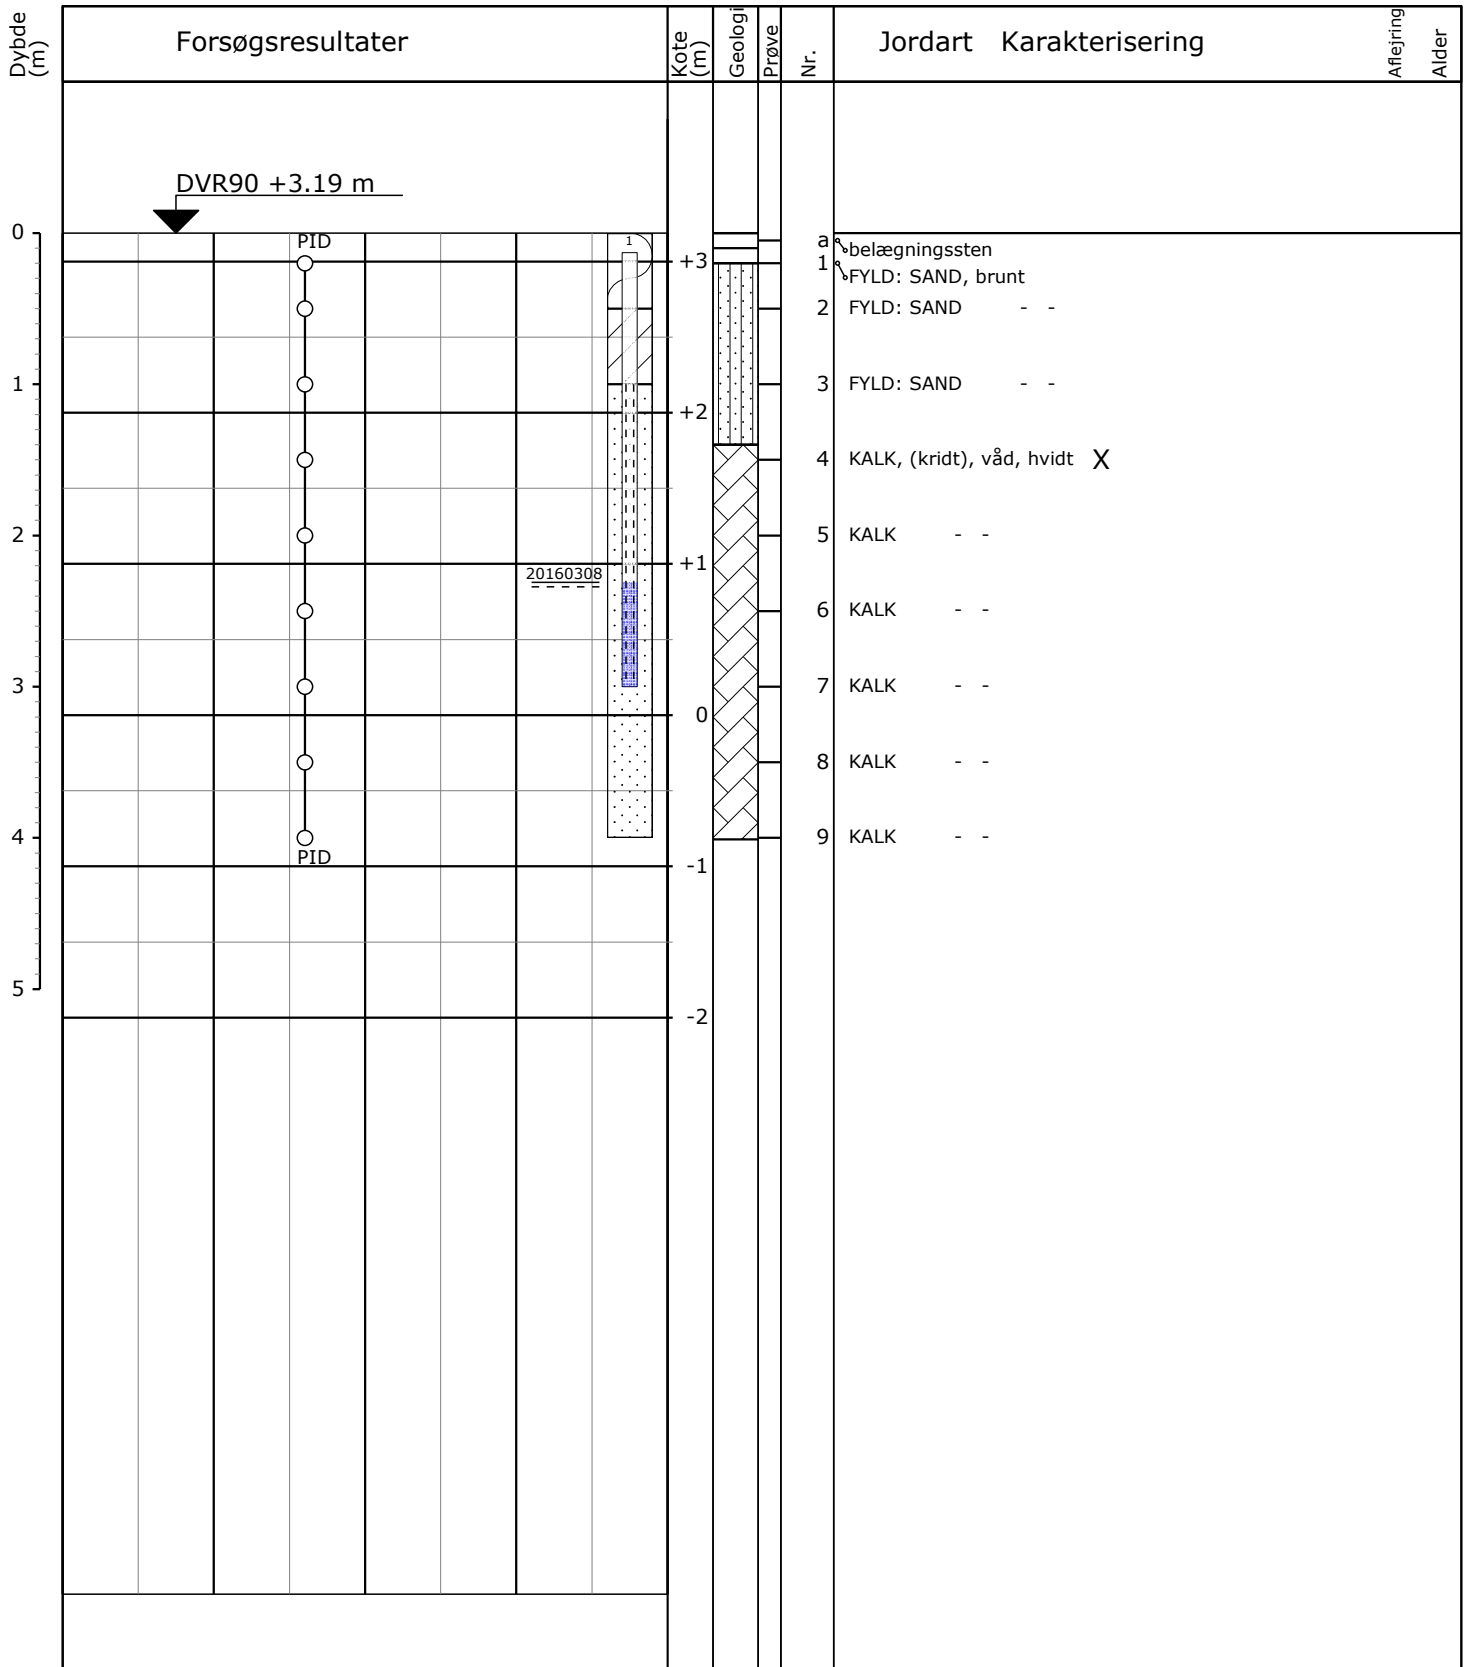 Dybde (m)
Forsøgsresultater
Kote (m)
Geologi
Prøve
Nr.
Jordart Karakterisering
Aflejring
Alder
DVR90 +3.19 m
0
PID
1
a
belægningssten
+3
1
FYLD: SAND, brunt
2 FYLD: SAND - -
1
3 FYLD: SAND - -
+2
4 KALK, (kridt), våd, hvidt X
2
5 KALK - -
+1
20160308
6 KALK - -
3
7 KALK - -
0
8 KALK - -
4
9 KALK - -
PID
-1
5
-2